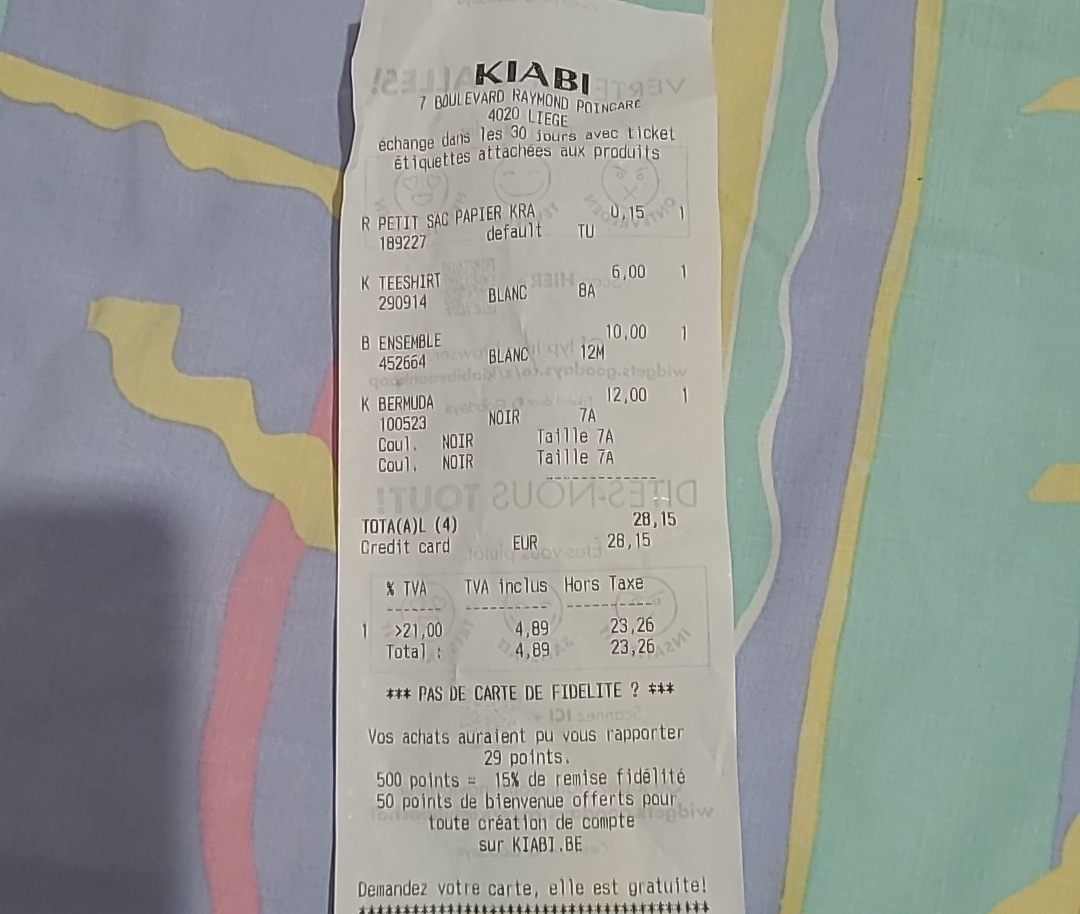 KIABI
7 BOULEVARD RAYMOND POINCARE
4020 LIEGE
échange dans les 30 jours avec ticket
étiquettes attachées aux produits
R PETIT SAC PAPIER KRA 0,15 1
189227 default TU
K TEESHIRT 6,00 1
290914 BLANC 8A
B ENSEMBLE 10,00 1
452664 BLANC 12M
K BERMUDA 12,00 1
100523 NOIR 7A
Coul. NOIR Taille 7A
Coul. NOIR Taille 7A
--------------
TOTA(A)L (4) 28,15
Credit card EUR 28,15
% TVA TVA inclus Hors Taxe
------- ---------- -----------
1 >21,00 4,89 23,26
Total : 4,89 23,26
*** PAS DE CARTE DE FIDELITE ? ***
Vos achats auraient pu vous rapporter
29 points.
500 points = 15% de remise fidélité
50 points de bienvenue offerts pour
toute création de compte
sur KIABI.BE
Demandez votre carte, elle est gratuite!